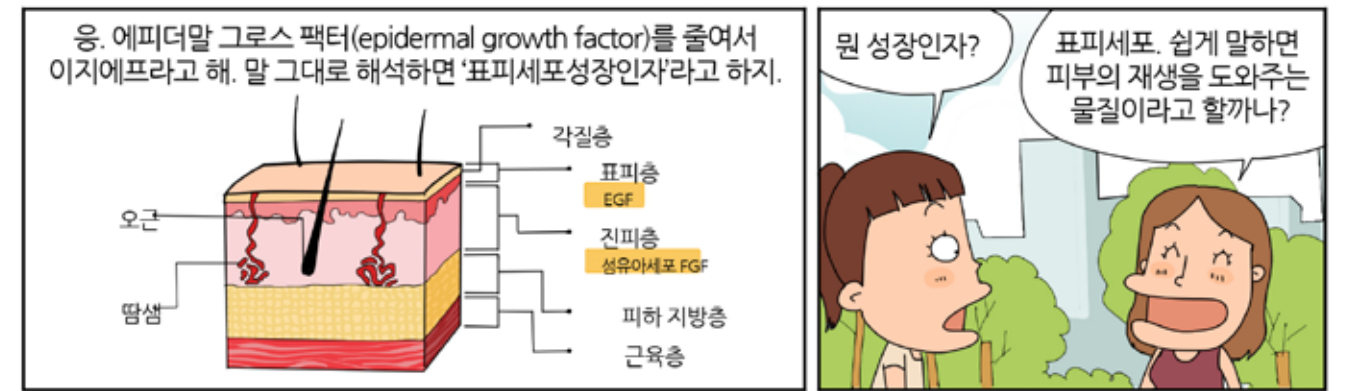 응. 에피더말 그로스 팩터(epidermal growth factor)를 줄여서
이지에프라고 해. 말 그대로 해석하면 ‘표피세포성장인자’라고 하지.
각질층
표피층
EGF
오근
진피층
섬유아세포 FGF
땀샘
피하 지방층
근육층
뭔 성장인자?
표피세포. 쉽게 말하면
피부의 재생을 도와주는
물질이라고 할까나?